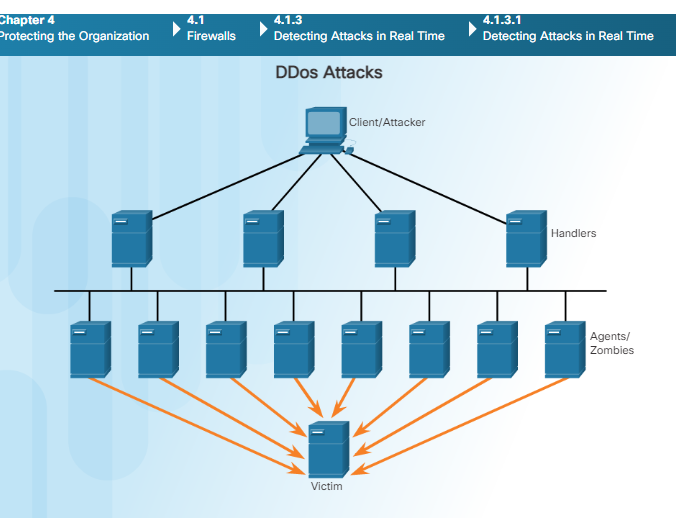 Chapter 4
Protecting the Organization
4.1
Firewalls
4.1.3
Detecting Attacks in Real Time
4.1.3.1
Detecting Attacks in Real Time
DDos Attacks
Client/Attacker
Handlers
Agents/
Zombies
Victim